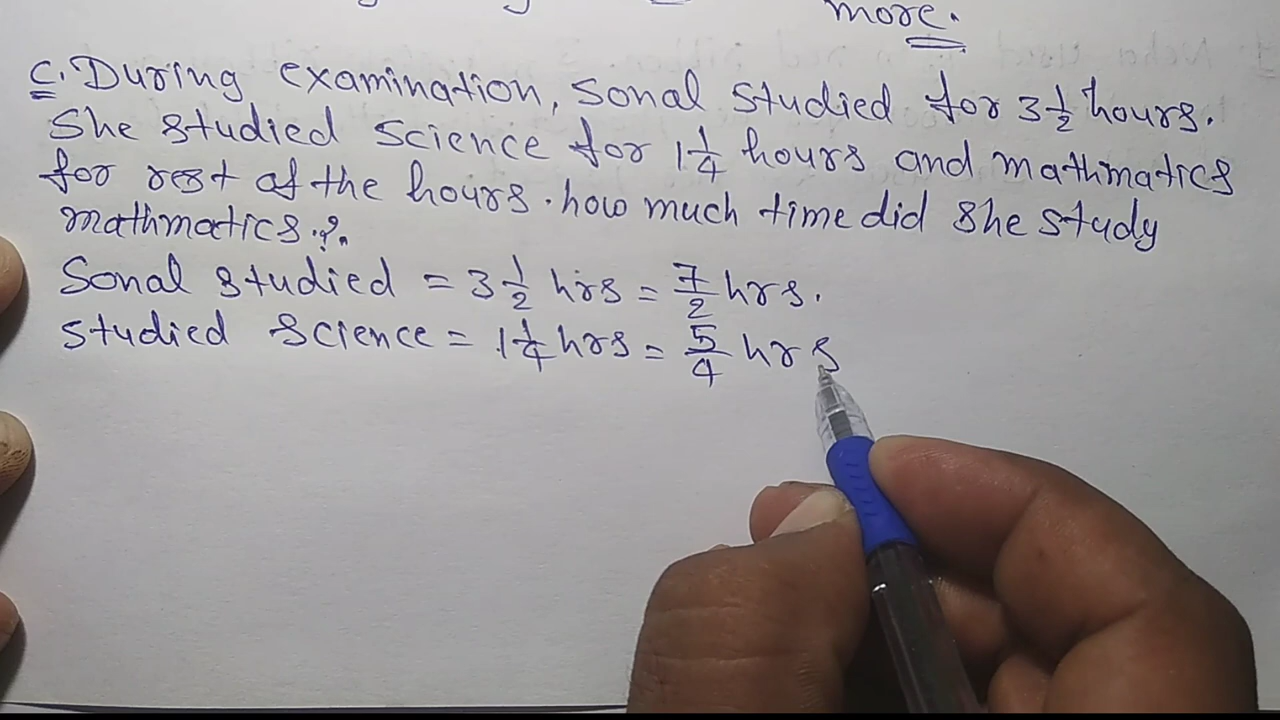 more.
c. During examination, Sonal studied for 3 1/2 hours.
She studied science for 1 1/4 hours and mathmatics
for rest of the hours. how much time did she study
mathmatics.?.
Sonal studied = 3 1/2 hrs = 7/2 hrs.
studied science = 1 1/4 hrs = 5/4 hrs